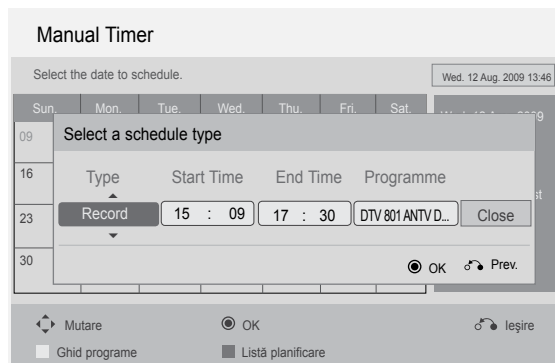 Manual Timer
Select the date to schedule.
Wed. 12 Aug. 2009 13:46
Sun. Mon. Tue. Wed. Thu. Fri. Sat.
09
Select a schedule type
16
Type Start Time End Time Programme
23
Record 15 : 09 17 : 30 DTV 801 ANTV D... Close
30
OK Prev.
Mutare OK Ieşire
Ghid programe Listă planificare